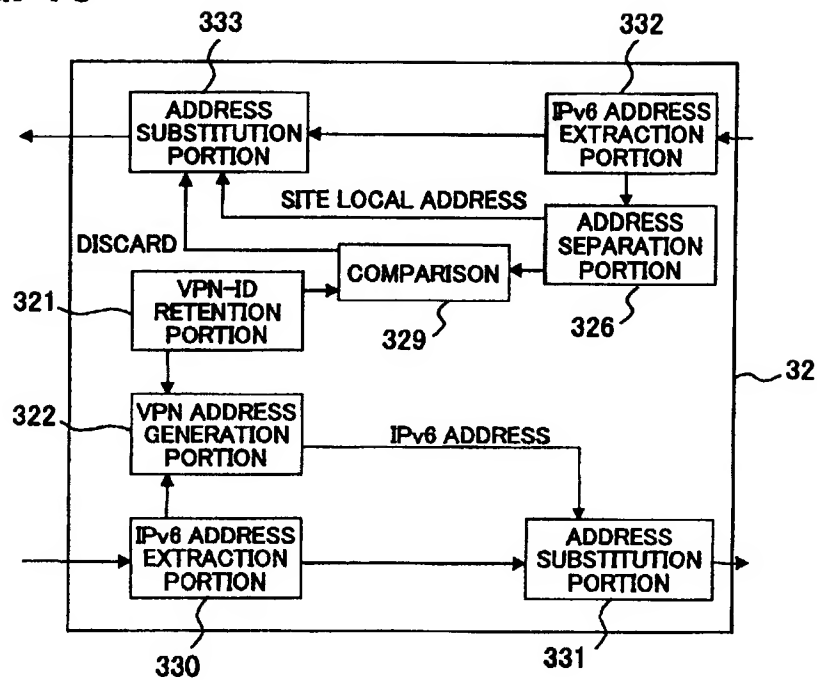 333
332
ADDRESS
SUBSTITUTION
PORTION
IPv6 ADDRESS
EXTRACTION
PORTION
SITE LOCAL ADDRESS
ADDRESS
SEPARATION
PORTION
DISCARD
COMPARISON
321
VPN-ID
RETENTION
PORTION
329
326
32
322
VPN ADDRESS
GENERATION
PORTION
IPv6 ADDRESS
IPv6 ADDRESS
EXTRACTION
PORTION
ADDRESS
SUBSTITUTION
PORTION
330
331